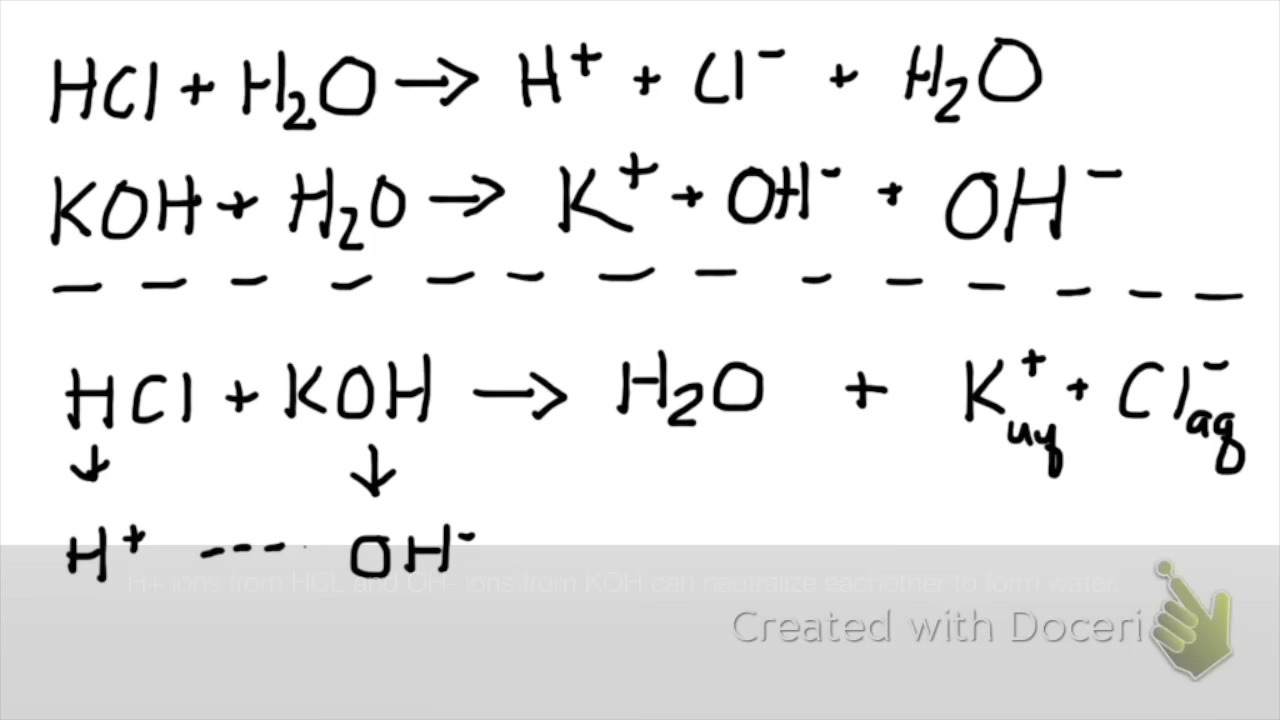 HCl + H₂O → H⁺ + Cl⁻ + H₂O
KOH + H₂O → K⁺ + OH⁻ + OH⁻
HCl + KOH → H₂O + K⁺aq + Cl⁻aq
↓ ↓
H⁺ --- OH⁻
H+ ions from HCL and OH- ions from KOH can neutralize eachother to form water.
Created with Doceri